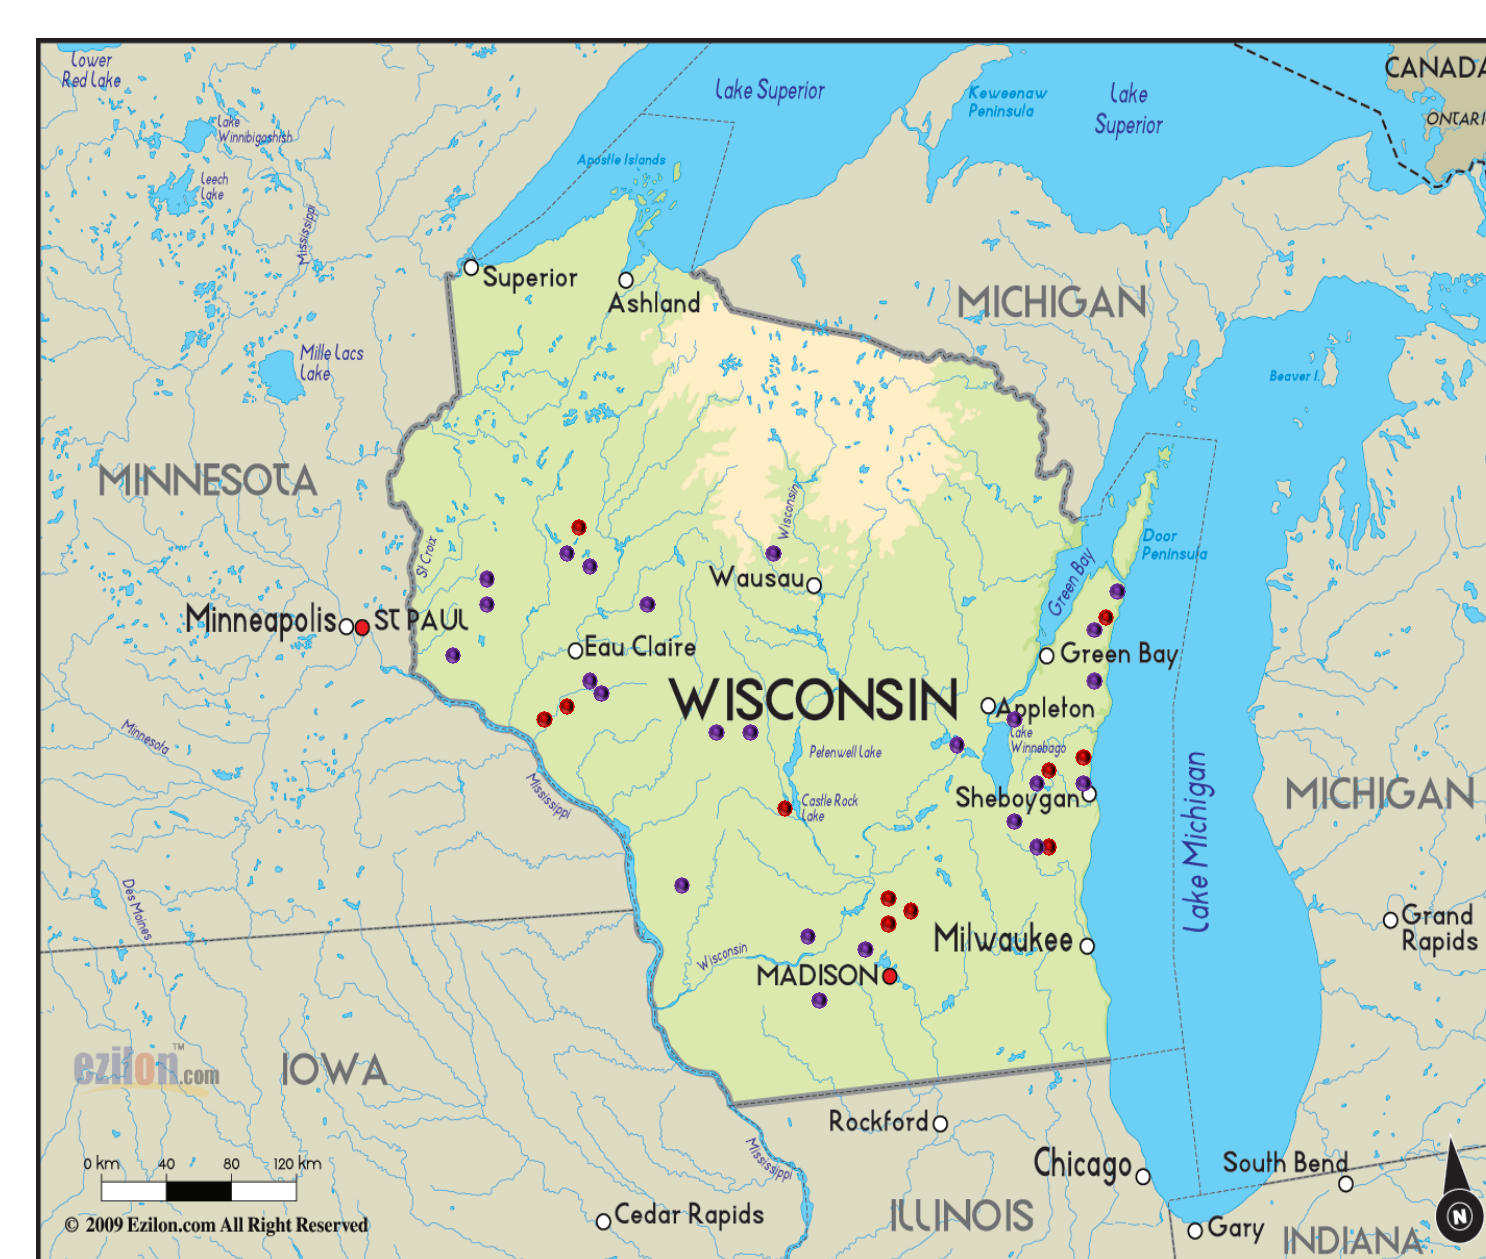 Lower
Red Lake
Lake Superior
Keweenaw
Peninsula
Lake
Superior
CANADA
ONTARI
Lake
Winnibigoshish
Leech
Lake
Apostle Islands
Mississippi
Superior
Ashland
MICHIGAN
Mille Lacs
Lake
Beaver I.
MINNESOTA
Wisconsin
St Croix
Door
Peninsula
Green Bay
Wausau
Minneapolis
ST PAUL
Eau Claire
Green Bay
WISCONSIN
Appleton
Lake
Winnebago
Minnesota
Petenwell Lake
Mississippi
Castle Rock
Lake
Sheboygan
MICHIGAN
Lake Michigan
Des Moines
Grand
Rapids
Milwaukee
Wisconsin
MADISON
ezilon.com
TM
IOWA
Rockford
Mississippi
Chicago
South Bend
0 km 40 80 120 km
Cedar Rapids
ILLINOIS
Gary
INDIANA
N
© 2009 Ezilon.com All Right Reserved